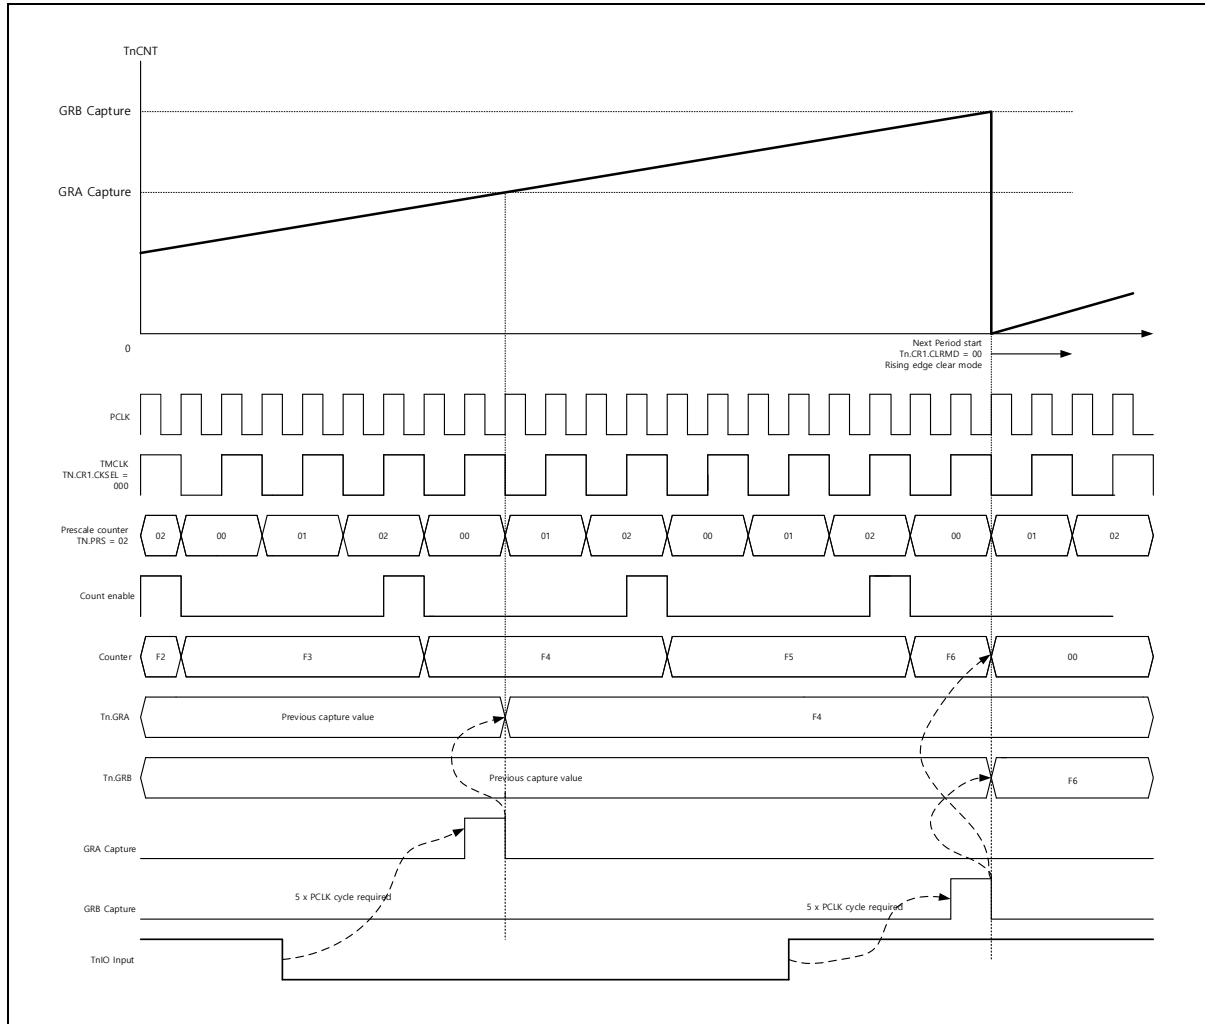 TnCNT
GRB Capture
GRA Capture
0
Next Period start
Tn.CR1.CLRMD = 00
Rising edge clear mode
PCLK
TMCLK
TN.CR1.CKSEL =
000
Prescale counter
TN.PRS = 02
02 00 01 02 00 01 02 00 01 02 00 01 02
Count enable
Counter F2 F3 F4 F5 F6 00
Tn.GRA Previous capture value F4
Tn.GRB Previous capture value F6
GRA Capture
5 x PCLK cycle required
GRB Capture
5 x PCLK cycle required
TnIO Input